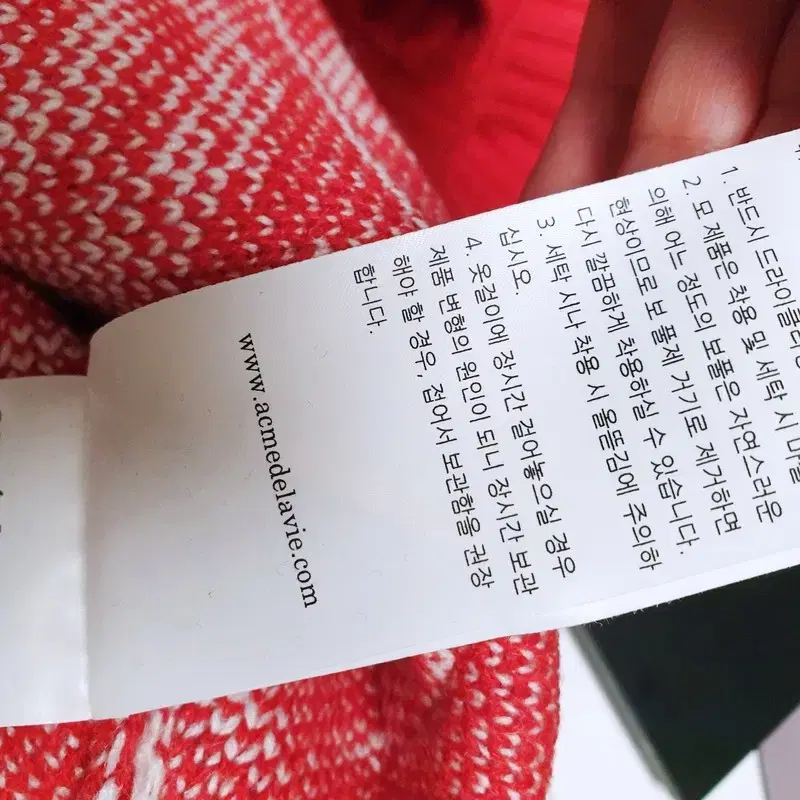 1. 반드시 드라이클리닝
2. 모 제품은 착용 및 세탁 시 마찰
의해 어느 정도의 보풀은 자연스러운
현상이므로 보풀제 거기로 제거하면
다시 깔끔하게 착용하실 수 있습니다.
3. 세탁 시나 착용 시 올뜯김에 주의하
십시오.
4. 옷걸이에 장시간 걸어놓으실 경우
제품 변형의 원인이 되니 장시간 보관
해야 할 경우, 접어서 보관함을 권장
합니다.
www.acmedelavie.com